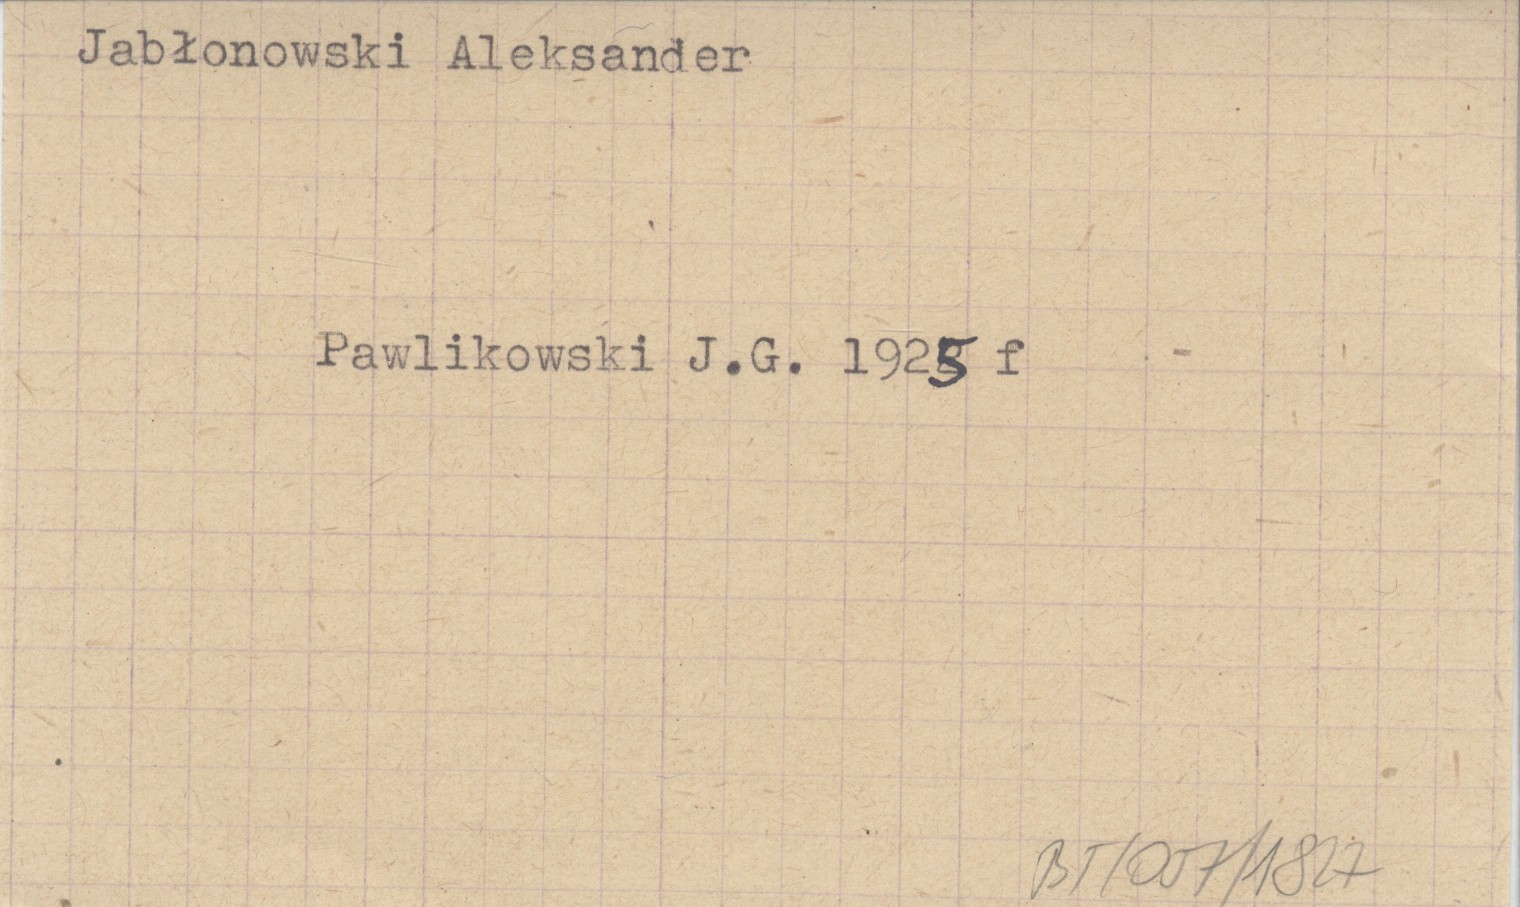 Jabłonowski Aleksander
Pawlikowski J.G. 1925 f
BT/007/1827